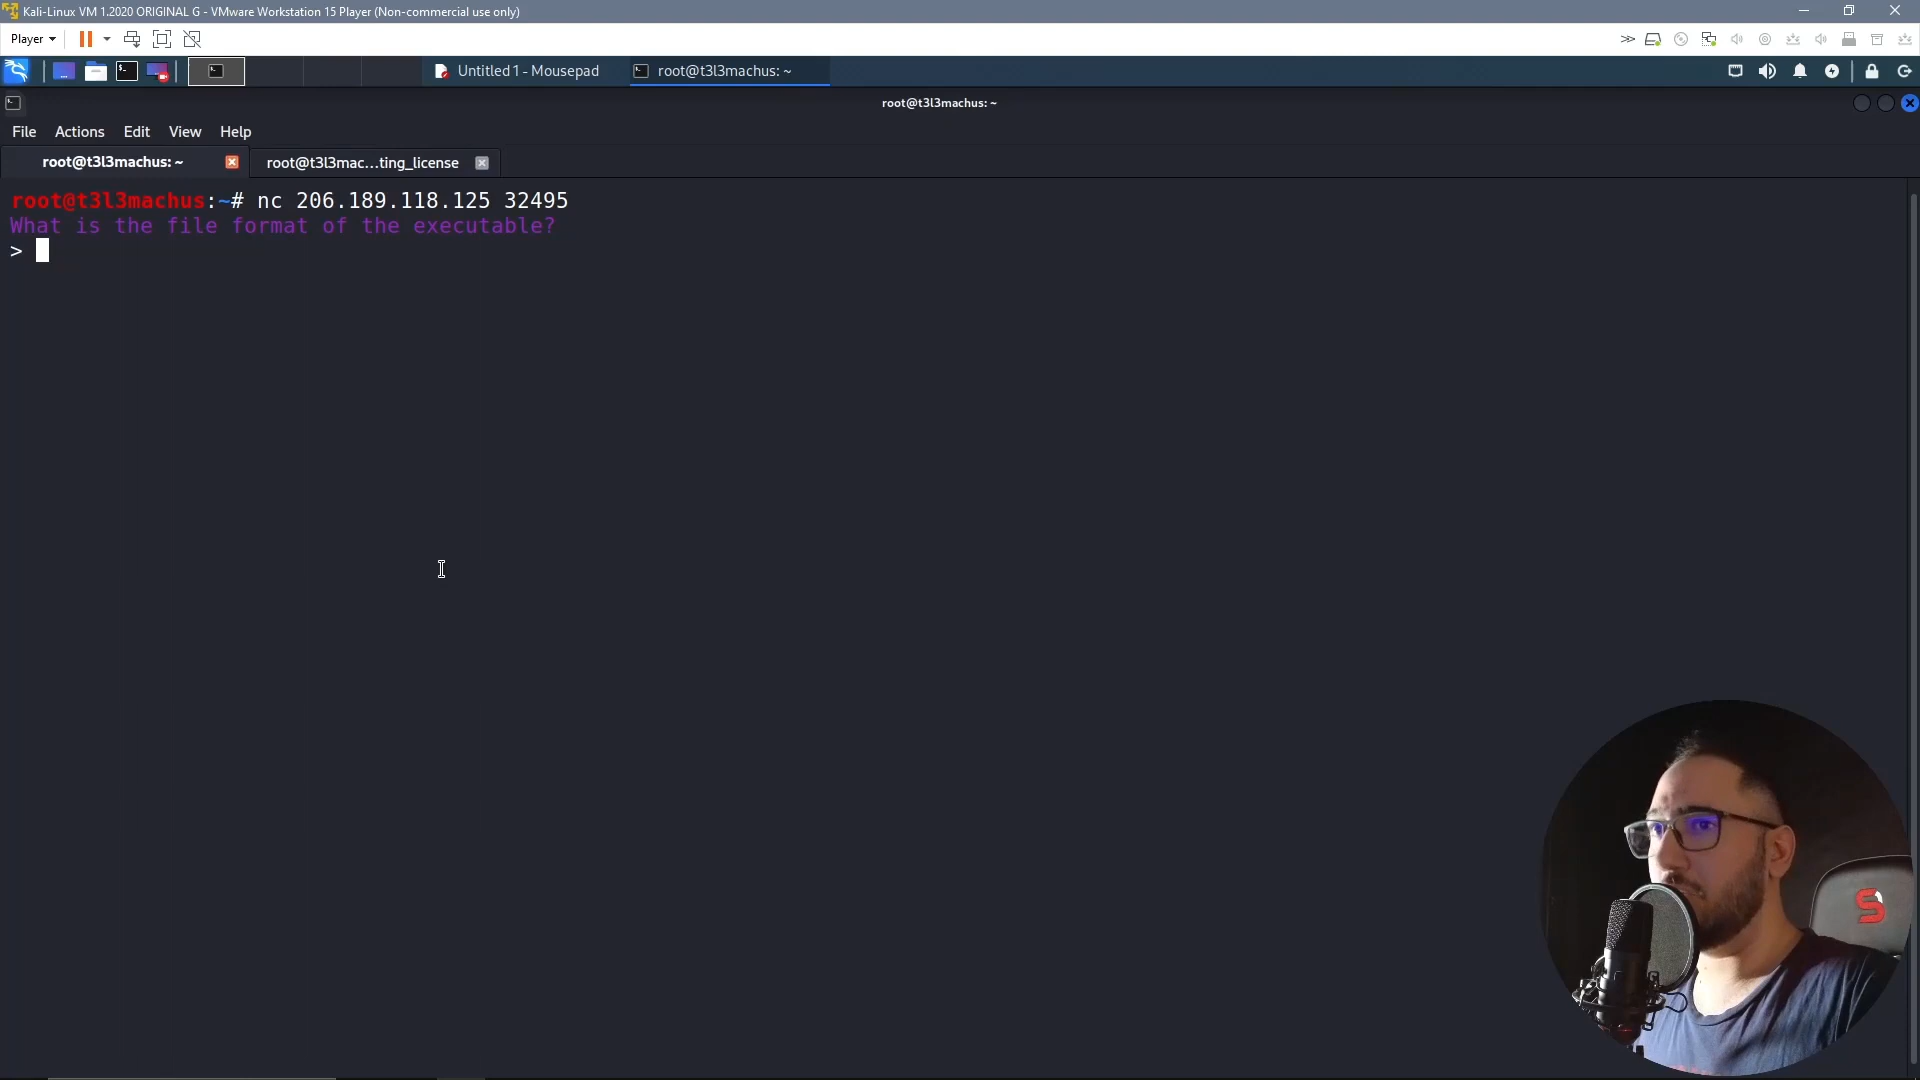 Kali-Linux VM 1.2020 ORIGINAL G - VMware Workstation 15 Player (Non-commercial use only)
Player
Untitled 1 - Mousepad
root@t3l3machus: ~
root@t3l3machus: ~
File Actions Edit View Help
root@t3l3machus: ~
root@t3l3mac...ting_license
root@t3l3machus:~# nc 206.189.118.125 32495
What is the file format of the executable?
>